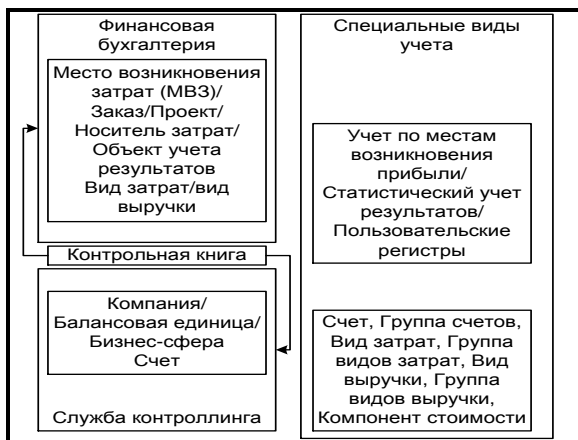 Финансовая
бухгалтерия
Место возникновения
затрат (МВЗ)/
Заказ/Проект/
Носитель затрат/
Объект учета
результатов
Вид затрат/вид
выручки
Контрольная книга
Компания/
Балансовая единица/
Бизнес-сфера
Счет
Служба контроллинга
Специальные виды
учета
Учет по местам
возникновения
прибыли/
Статистический учет
результатов/
Пользовательские
регистры
Счет, Группа счетов,
Вид затрат, Группа
видов затрат, Вид
выручки, Группа
видов выручки,
Компонент стоимости